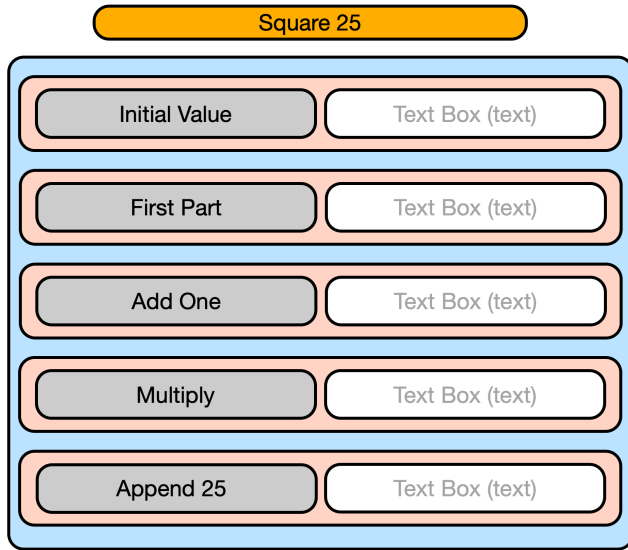 Square 25
Initial Value Text Box (text)
First Part Text Box (text)
Add One Text Box (text)
Multiply Text Box (text)
Append 25 Text Box (text)